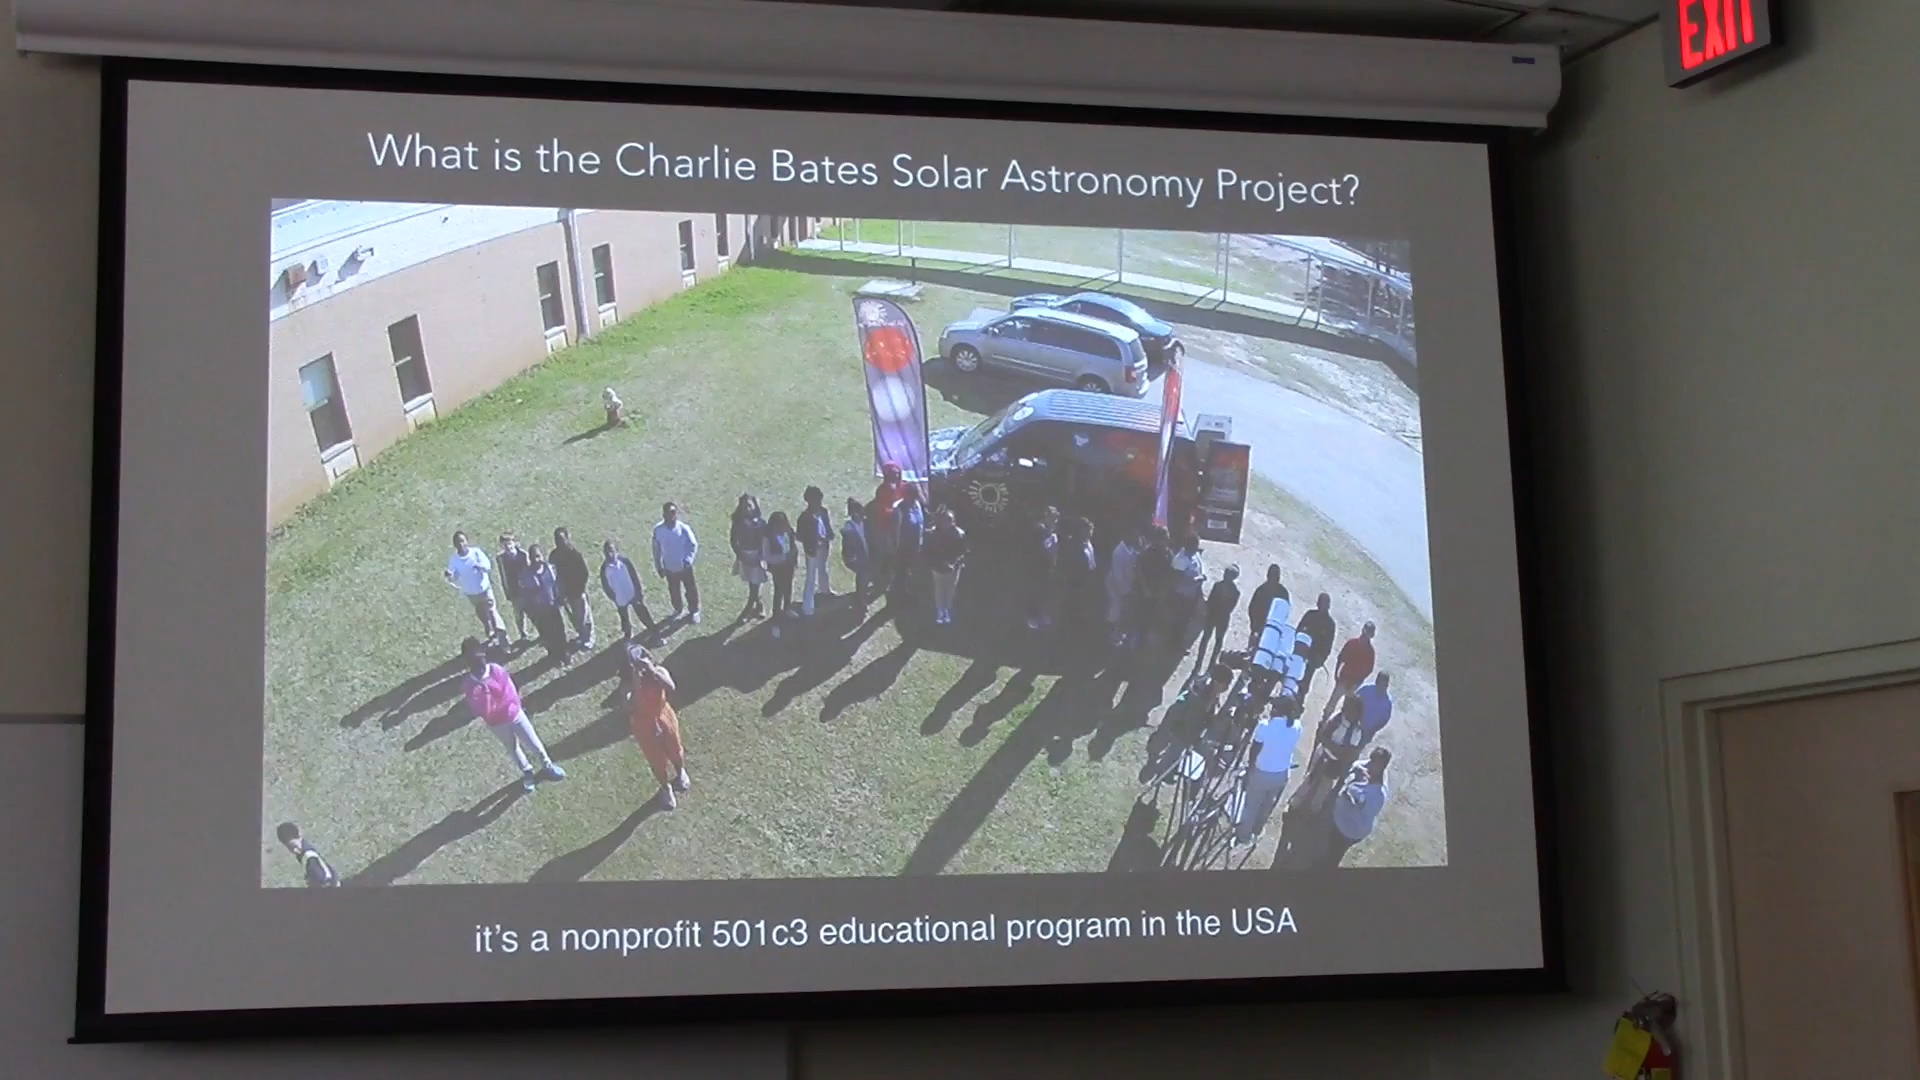 EXIT
What is the Charlie Bates Solar Astronomy Project?
it's a nonprofit 501c3 educational program in the USA